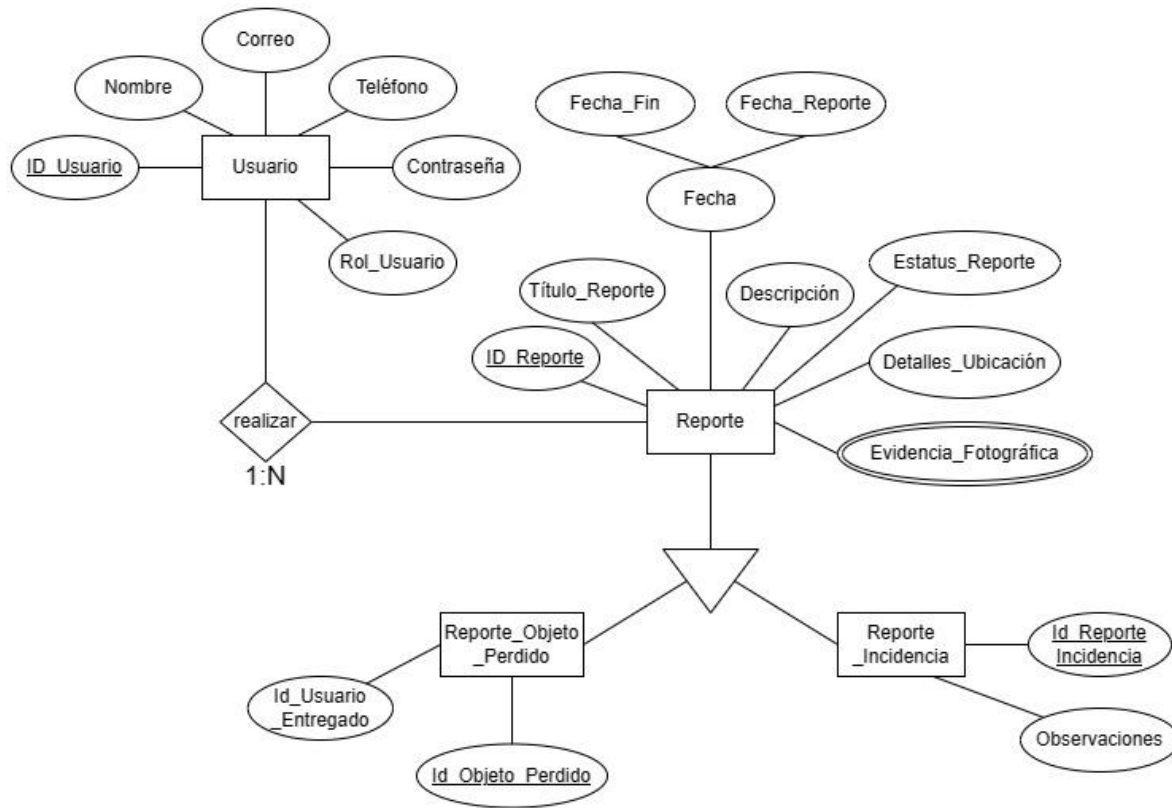 Correo
Nombre
Teléfono
ID_Usuario
Usuario
Contraseña
Rol_Usuario
Fecha_Fin
Fecha_Reporte
Fecha
Título_Reporte
Descripción
Estatus_Reporte
ID_Reporte
Detalles_Ubicación
realizar
1:N
Reporte
Evidencia_Fotográfica
Reporte_Objeto
_Perdido
Reporte
_Incidencia
Id_Reporte
Incidencia
Id_Usuario
_Entregado
Observaciones
Id_Objeto_Perdido